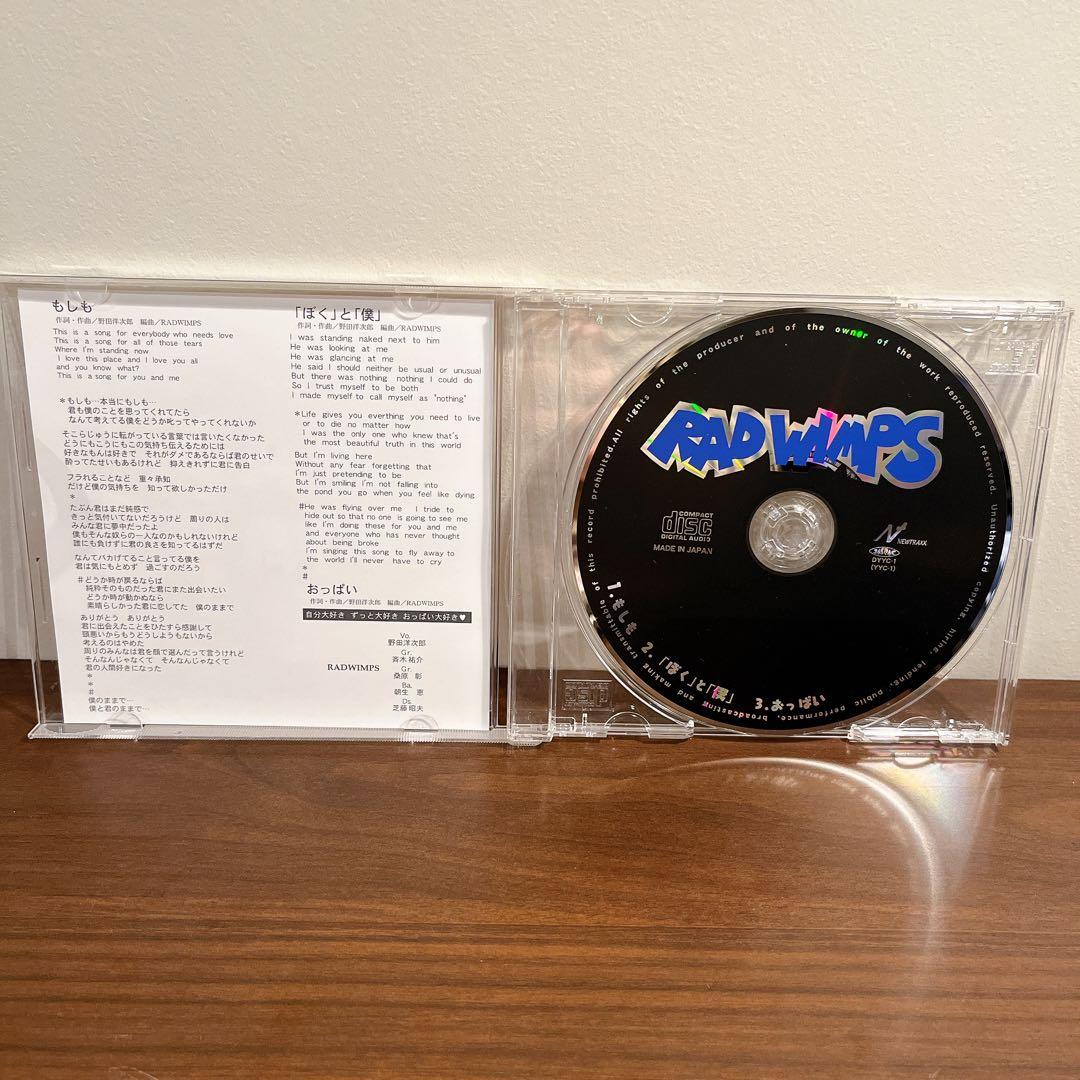 もしも
作詞・作曲／野田洋次郎　編曲／RADWIMPS
This is a song for everybody who needs love
This is a song for all of those tears
Where I'm standing now
I love this place and I love you all
and you know what?
This is a song for you and me
＊もしも…本当にもしも…
君も僕のことを思ってくれてたら
なんて考えてる僕をどうか叱ってやってくれないか
そこらじゅうに転がっている言葉では言いたくなかった
どうにもこうにもこの気持ち伝えるためには
好きなもんは好きで　それがダメであるならば君のせいで
酔ってたせいもあるけれど　抑えきれずに君に告白
フラれることなど　重々承知
だけど僕の気持ちを　知って欲しかっただけ
＊
たぶん君はまだ鈍感で
きっと気付いてないだろうけど　周りの人は
みんな君に夢中だったよ
僕もそんな奴らの一人なのかもしれないけれど
誰にも負けずに君の良さを知ってるはずだ
なんてバカげてること言ってる僕を
君は気にもとめず　過ごすのだろう
＃どうか時が戻るならば
純粋そのものだった君にまた出会いたい
どうか時が動かぬなら
素晴らしかった君に恋してた　僕のままで
ありがとう　ありがとう
君に出会えたことをひたすら感謝して
頭悪いからもうどうしようもないから
考えるのはやめた
周りのみんなは君を顔で選んだって言うけれど
そんなんじゃなくて　そんなんじゃなくて
君の人間好きになった
＊
＊
＃
僕のままで…
僕と君のままで…
「ぼく」と「僕」
作詞・作曲／野田洋次郎　編曲／RADWIMPS
I was standing naked next to him
He was looking at me
He was glancing at me
He said I should neither be usual or unusual
But there was nothing nothing I could do
So I trust myself to be both
I made myself to call myself as "nothing"
＊Life gives you everthing you need to live
or to die no matter how
I was the only one who knew that's
the most beautiful truth in this world
But I'm living here
Without any fear forgetting that
I'm just pretending to be
But I'm smiling I'm not falling into
the pond you go when you feel like dying
＃He was flying over me I tride to
hide out so that no one is going to see me
like I'm doing these for you and me
and everyone who has never thought
about being broke
I'm singing this song to fly away to
the world I'll never have to cry
＊
＃
おっぱい
作詞・作曲／野田洋次郎　編曲／RADWIMPS
自分大好き ずっと大好き おっぱい大好き♥
RADWIMPS
Vo.
野田洋次郎
Gr.
斉木祐介
Gr.
桑原　彰
Ba.
朝生　恵
Ds.
芝藤昭夫
All rights of the producer and of the owner of the work reproduced reserved. Unauthorized copying, hiring, lending, public performance, broadcasting and making transmittable of this record prohibited.
RADWIMPS
COMPACT
disc
DIGITAL AUDIO
MADE IN JAPAN
NEWTRAXX
DYYC-1
(YYC-1)
1.もしも 2.「ぼく」と「僕」 3.おっぱい